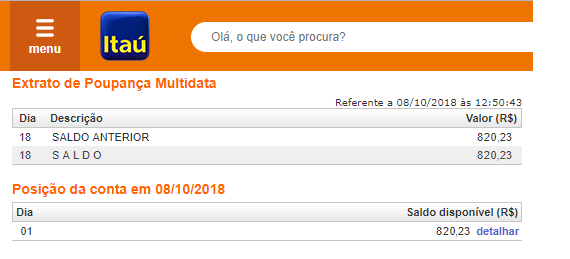 menu
Itaú
Olá, o que você procura?
Extrato de Poupança Multidata
Referente a 08/10/2018 às 12:50:43
Dia Descrição Valor (R$)
18 SALDO ANTERIOR 820,23
18 S A L D O 820,23
Posição da conta em 08/10/2018
Dia Saldo disponível (R$)
01 820,23 detalhar